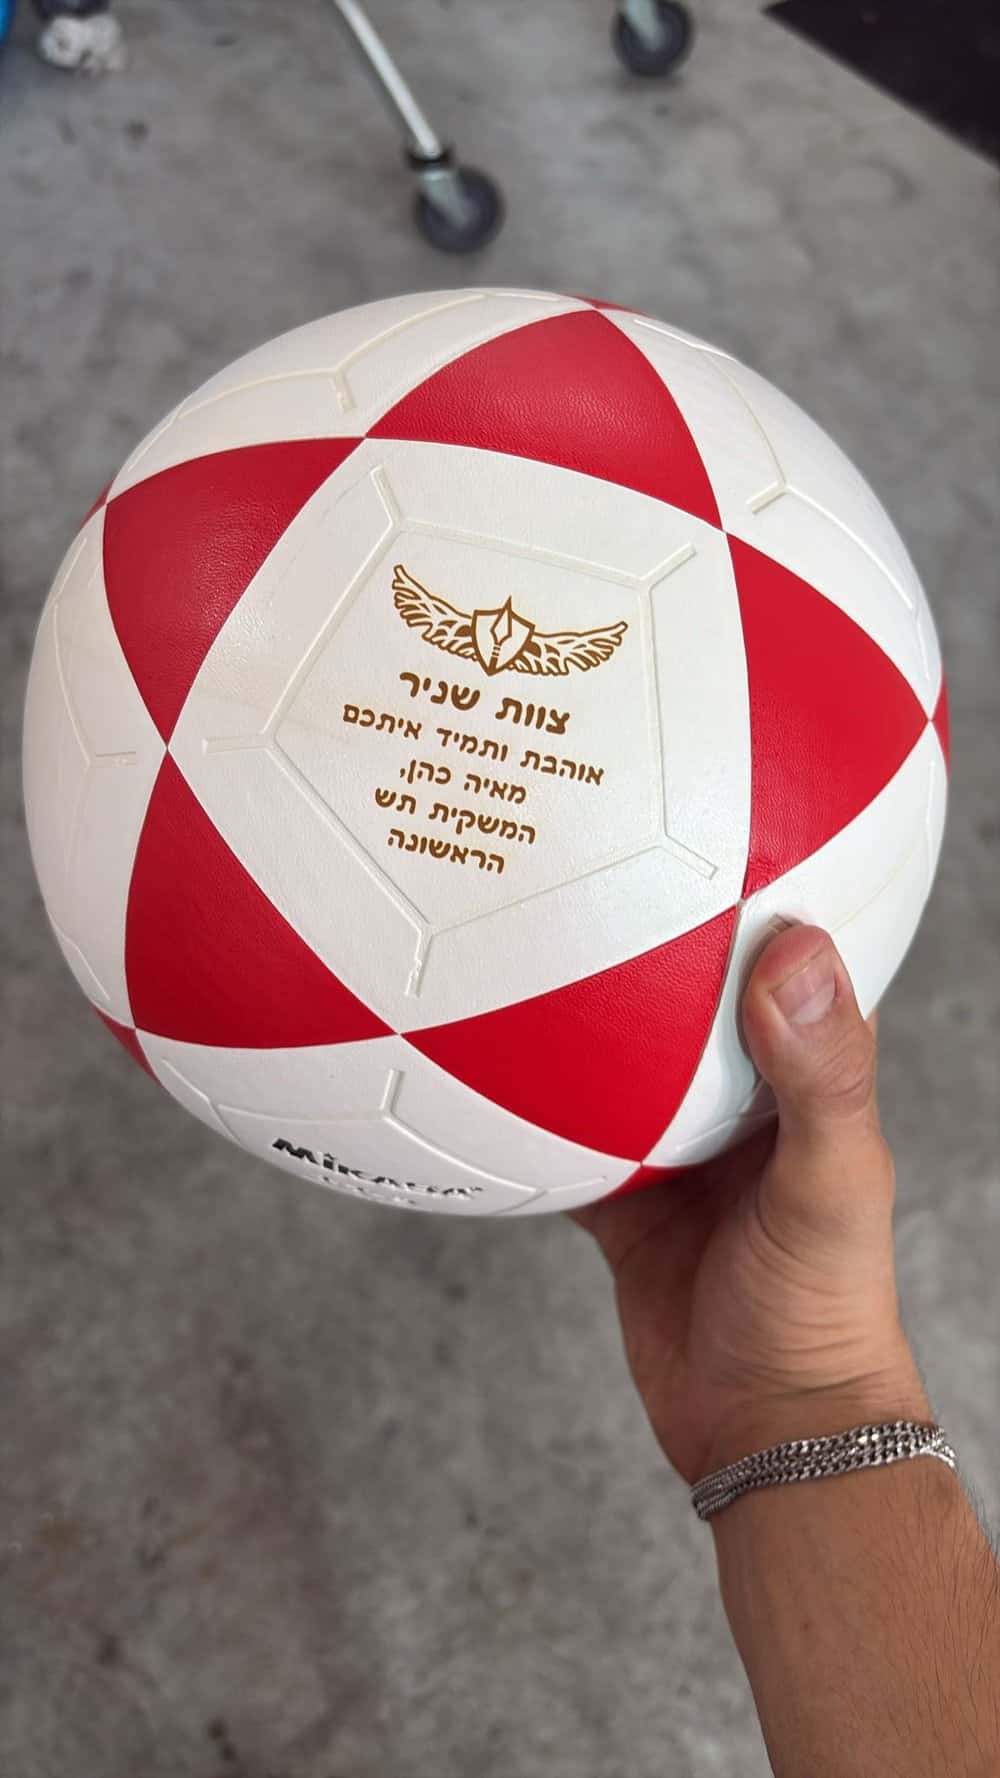 צוות שניר
אוהבת ותמיד איתכם
מאיה כהן,
המשקית תש
הראשונה
MIKASA